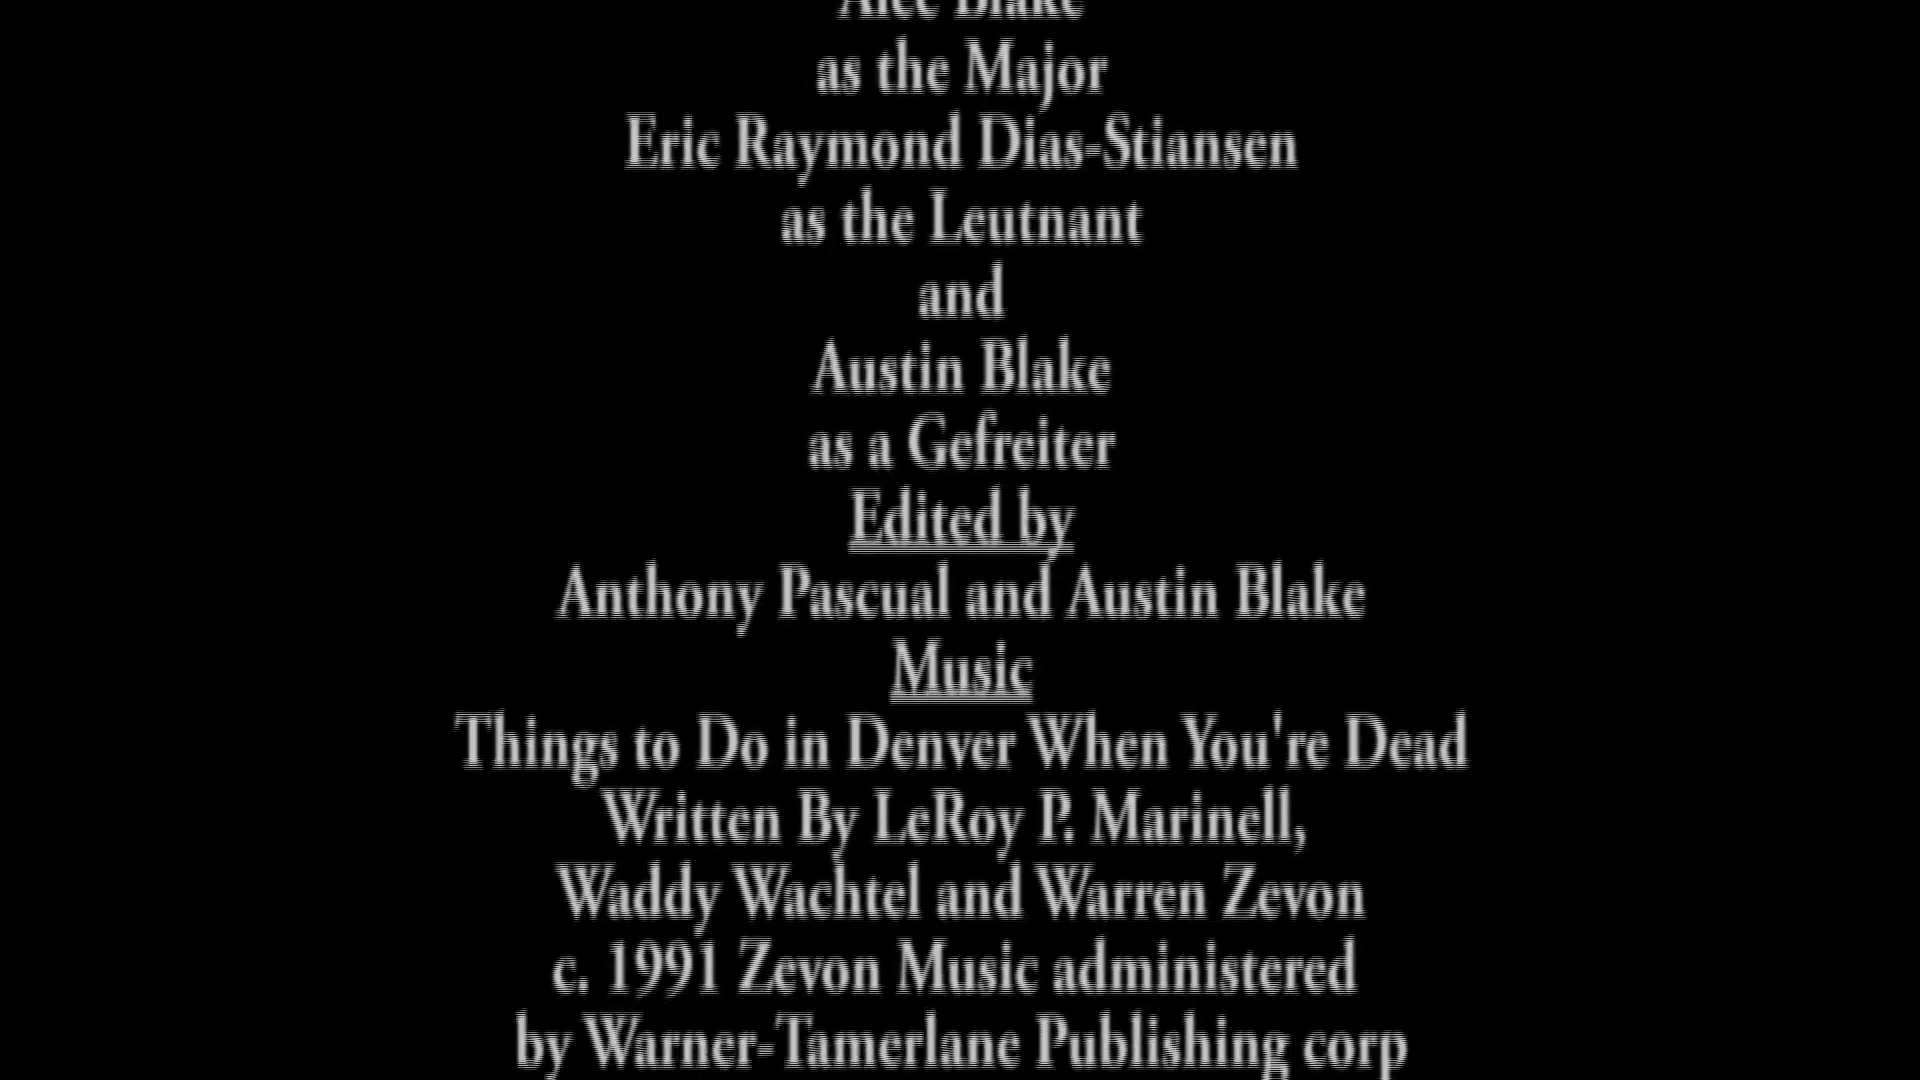 Alec Blake
as the Major
Eric Raymond Dias-Stiansen
as the Leutnant
and
Austin Blake
as a Gefreiter
Edited by
Anthony Pascual and Austin Blake
Music
Things to Do in Denver When You're Dead
Written By LeRoy P. Marinell,
Waddy Wachtel and Warren Zevon
c. 1991 Zevon Music administered
by Warner-Tamerlane Publishing corp